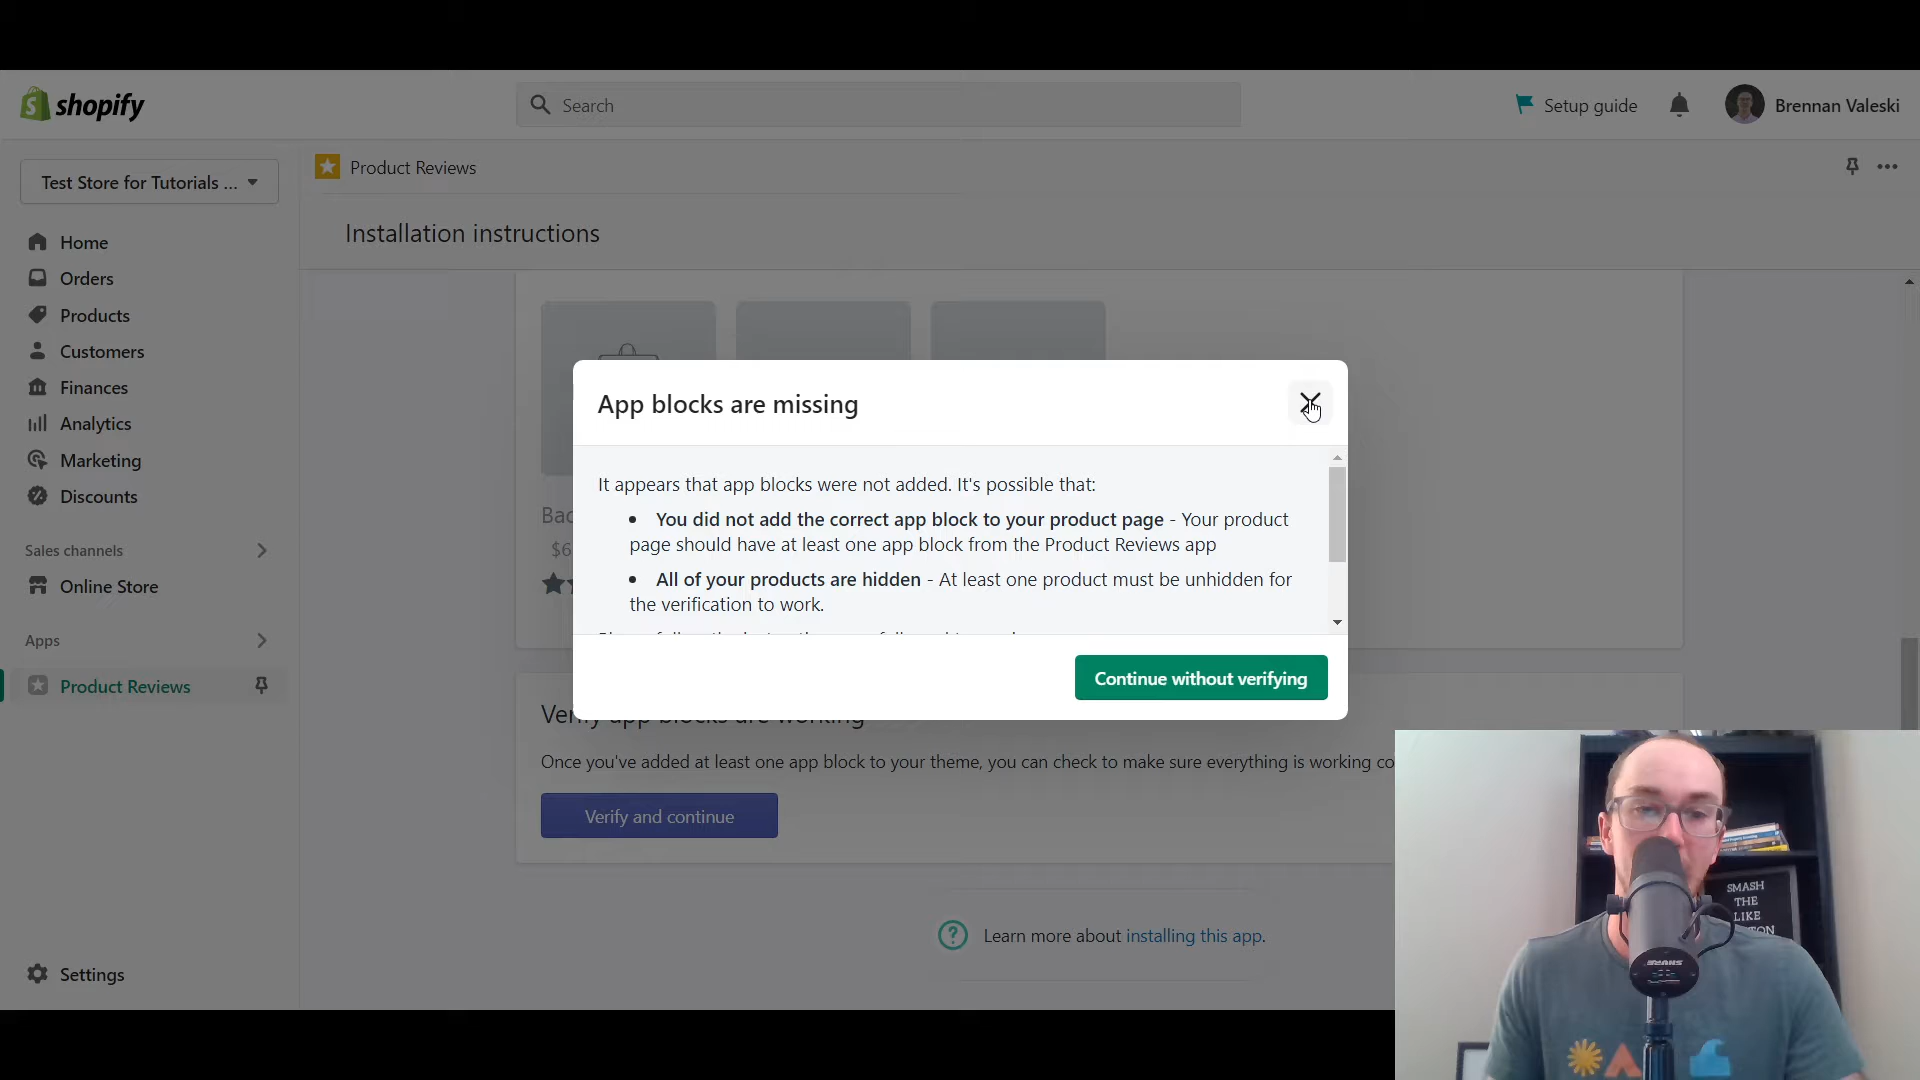 shopify
Search
Setup guide
Brennan Valeski
Test Store for Tutorials ...
Product Reviews
Installation instructions
Home
Orders
Products
Customers
Finances
Analytics
Marketing
Discounts
Sales channels
Online Store
Apps
Product Reviews
Settings
App blocks are missing
It appears that app blocks were not added. It's possible that:
• You did not add the correct app block to your product page - Your product
page should have at least one app block from the Product Reviews app
• All of your products are hidden - At least one product must be unhidden for
the verification to work.
Continue without verifying
Verify app blocks are working
Once you've added at least one app block to your theme, you can check to make sure everything is working co
Verify and continue
Learn more about installing this app.
SMASH
THE
LIKE
SHURE